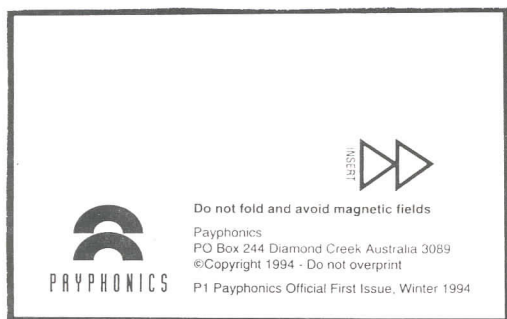 INSERT
Do not fold and avoid magnetic fields
Payphonics
PO Box 244 Diamond Creek Australia 3089
©Copyright 1994 - Do not overprint
PAYPHONICS
P1 Payphonics Official First Issue, Winter 1994